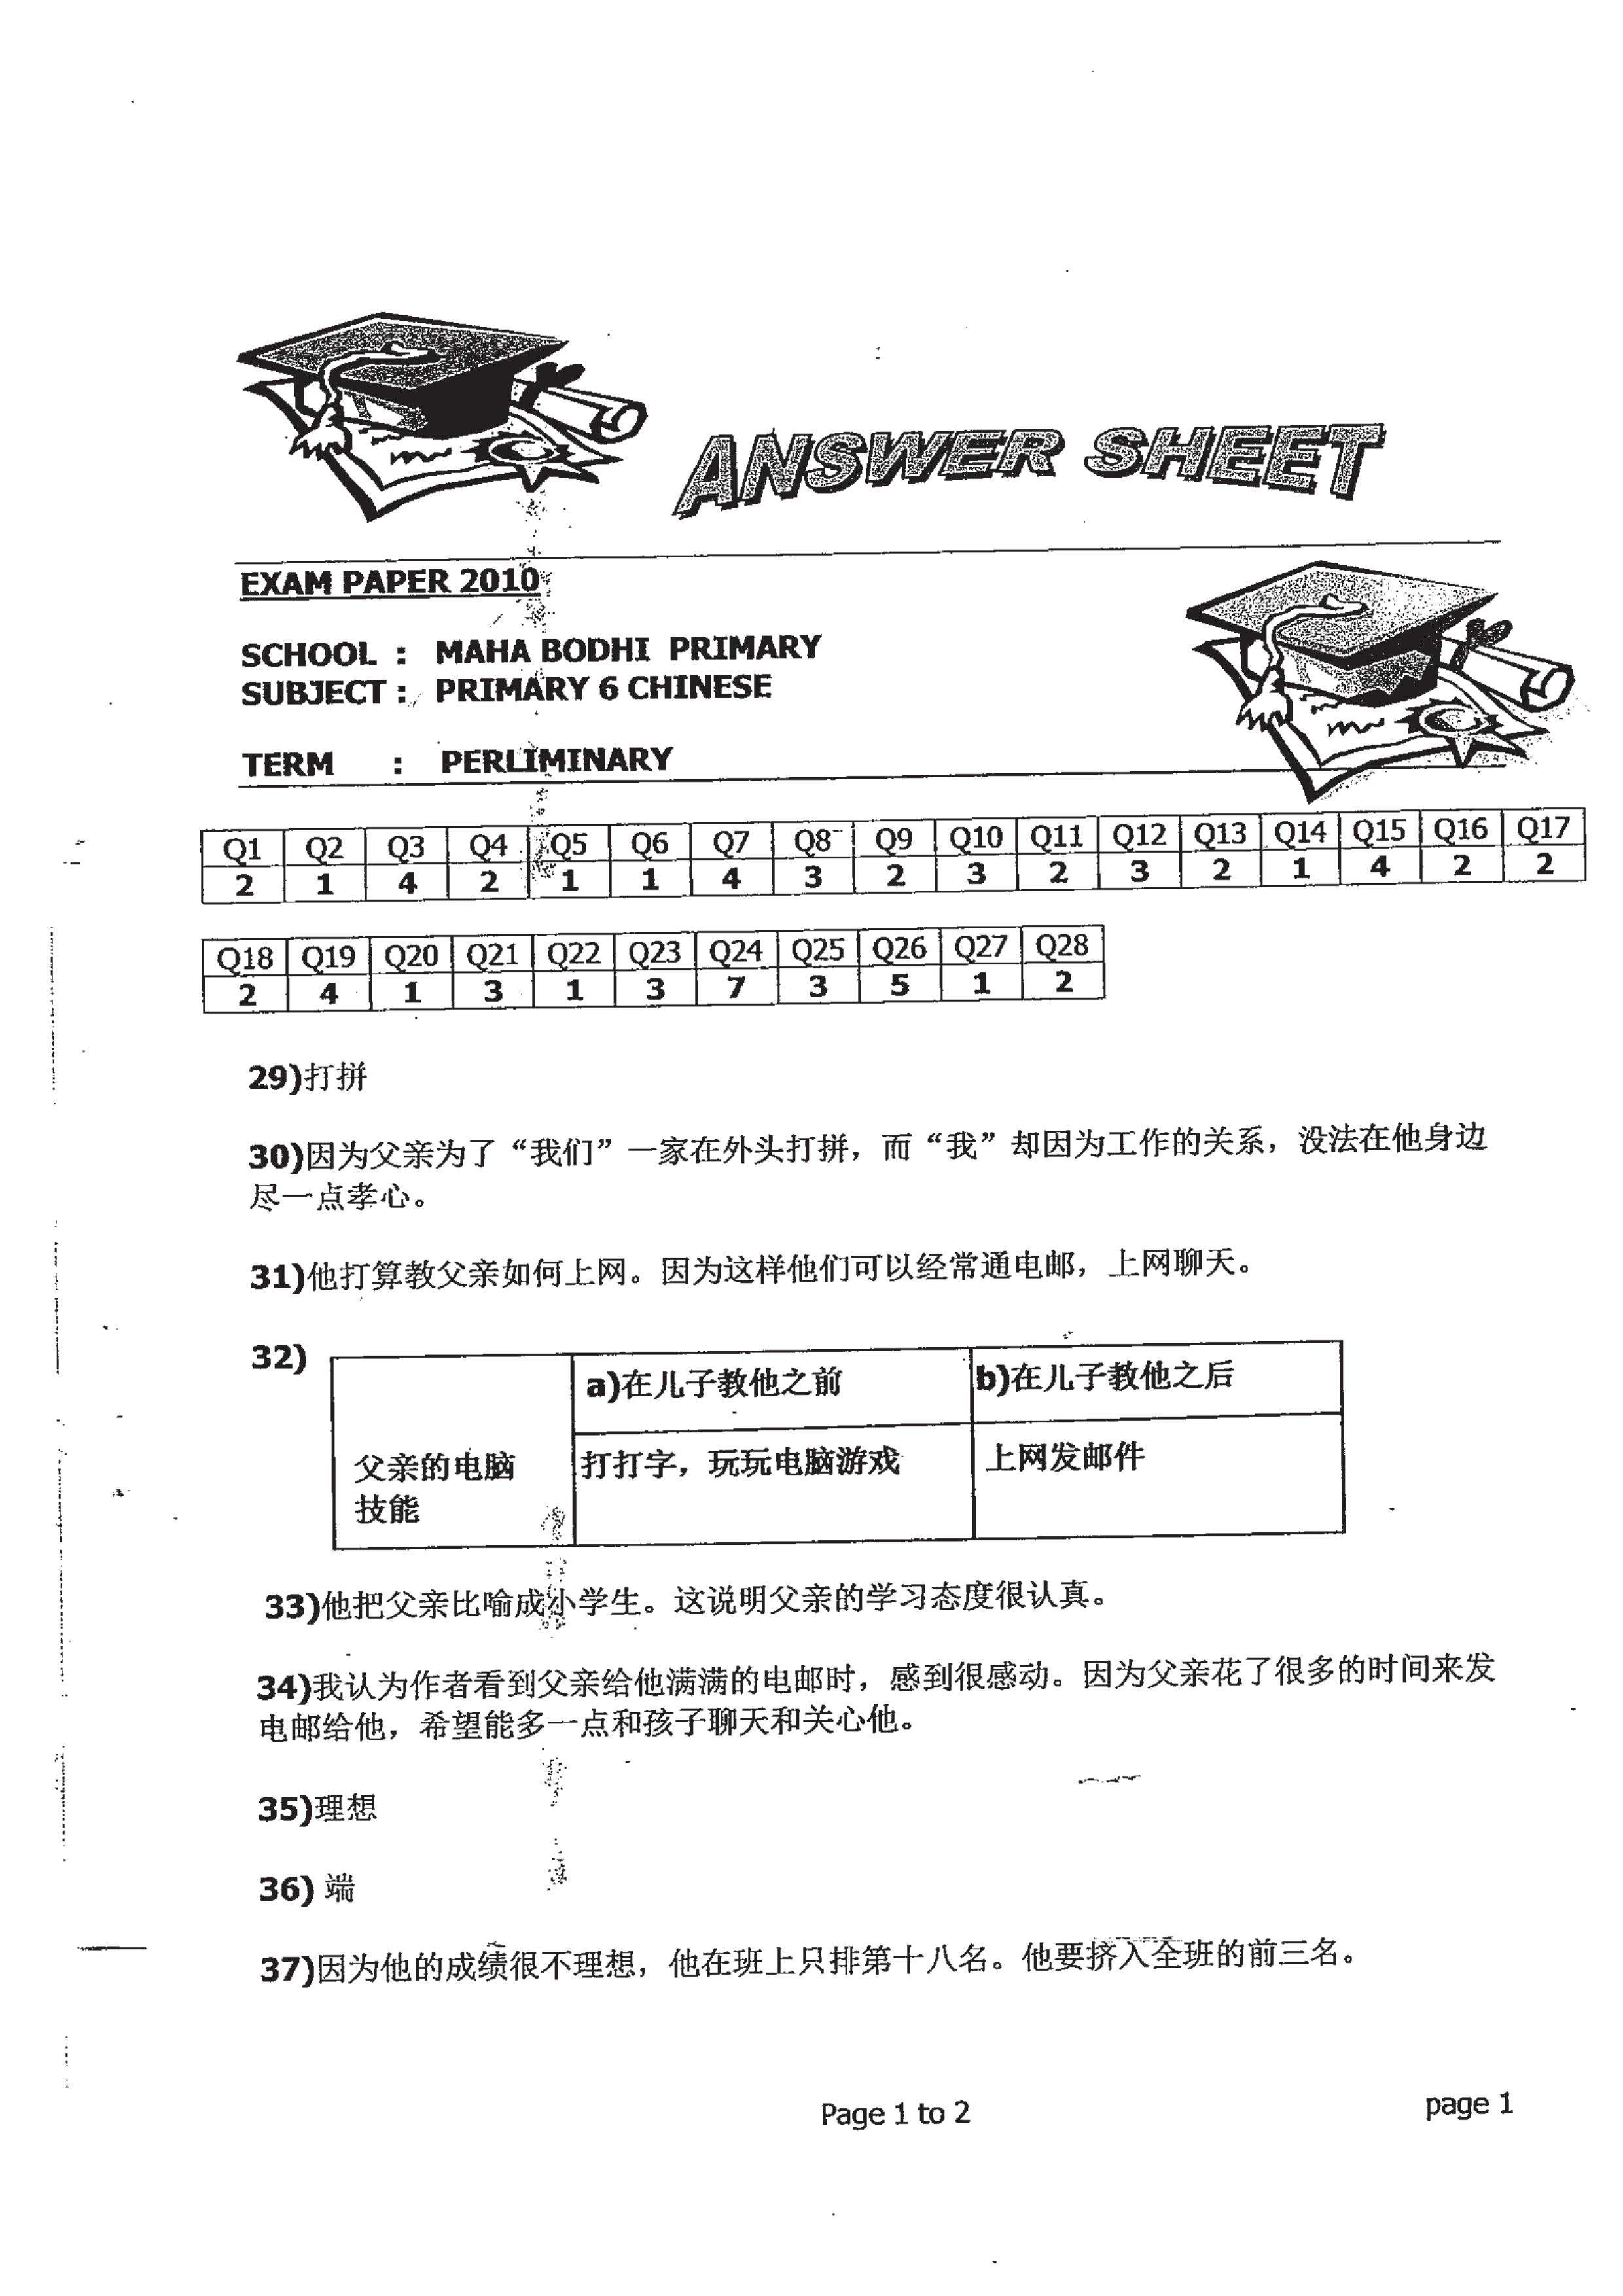 ANSWER SHEET
EXAM PAPER 2010
SCHOOL : MAHA BODHI PRIMARY
SUBJECT : PRIMARY 6 CHINESE
TERM : PERLIMINARY
Q1 Q2 Q3 Q4 Q5 Q6 Q7 Q8 Q9 Q10 Q11 Q12 Q13 Q14 Q15 Q16 Q17
2 1 4 2 1 1 4 3 2 3 2 3 2 1 4 2 2
Q18 Q19 Q20 Q21 Q22 Q23 Q24 Q25 Q26 Q27 Q28
2 4 1 3 1 3 7 3 5 1 2
29)打拼
30)因为父亲为了“我们”一家在外头打拼，而“我”却因为工作的关系，没法在他身边
尽一点孝心。
31)他打算教父亲如何上网。因为这样他们可以经常通电邮，上网聊天。
32)
a)在儿子教他之前 b)在儿子教他之后
父亲的电脑 打打字，玩玩电脑游戏 上网发邮件
技能
33)他把父亲比喻成小学生。这说明父亲的学习态度很认真。
34)我认为作者看到父亲给他满满的电邮时，感到很感动。因为父亲花了很多的时间来发
电邮给他，希望能多一点和孩子聊天和关心他。
35)理想
36) 端
37)因为他的成绩很不理想，他在班上只排第十八名。他要挤入全班的前三名。
Page 1 to 2 page 1